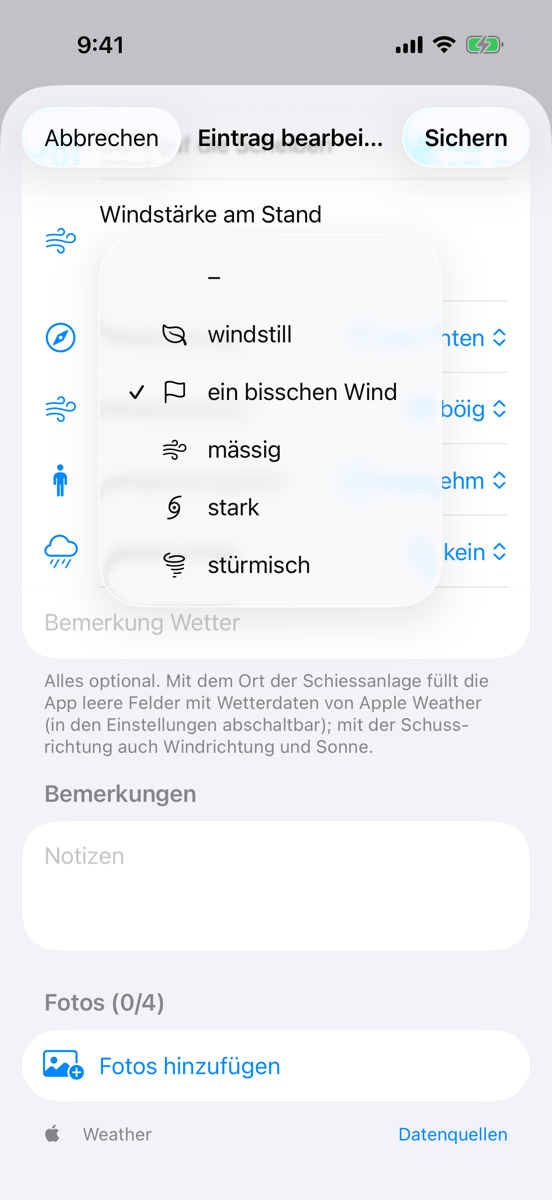 9:41
Abbrechen
Eintrag bearbei...
Sichern
Windstärke am Stand
–
windstill
ein bisschen Wind
böig
mässig
stark
kein
stürmisch
Bemerkung Wetter
Alles optional. Mit dem Ort der Schiessanlage füllt die
App leere Felder mit Wetterdaten von Apple Weather
(in den Einstellungen abschaltbar); mit der Schuss-
richtung auch Windrichtung und Sonne.
Bemerkungen
Notizen
Fotos (0/4)
Fotos hinzufügen
Weather
Datenquellen